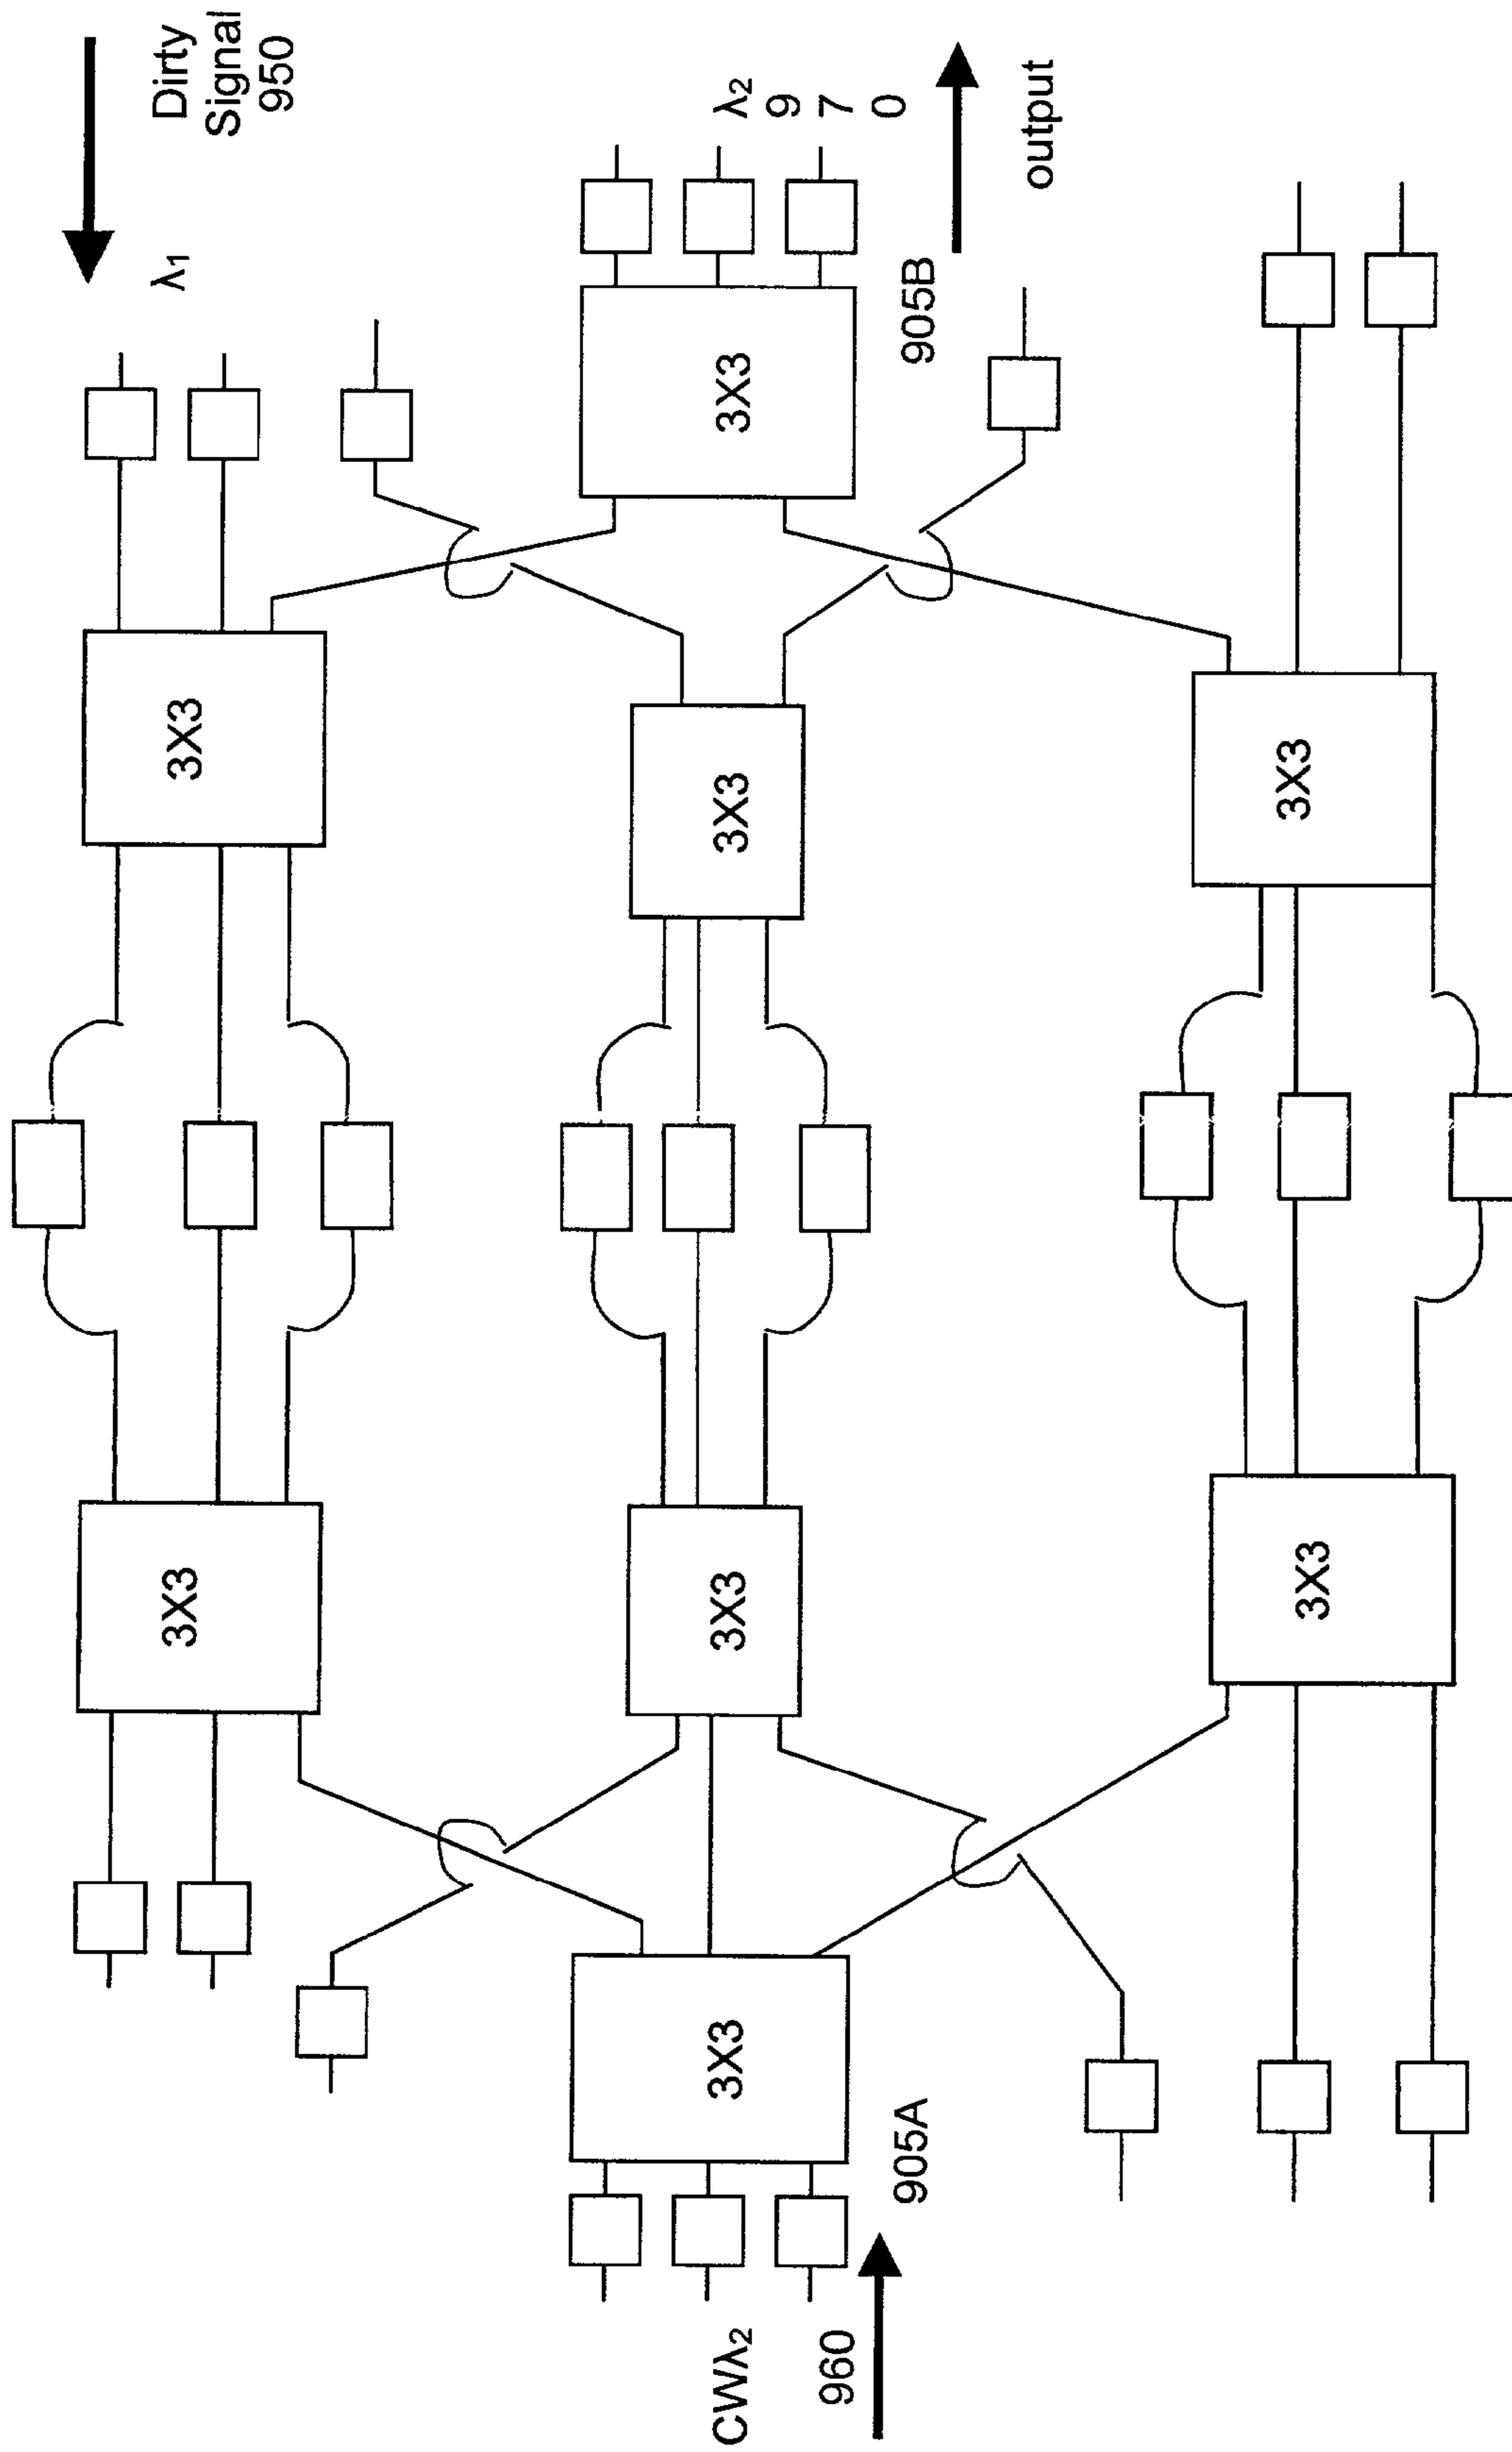 Dirty
Signal
950
λ1
3X3
3X3
3X3
λ2
9
7
0
905B
output
3X3
3X3
3X3
3X3
3X3
CWλ2
960
905A